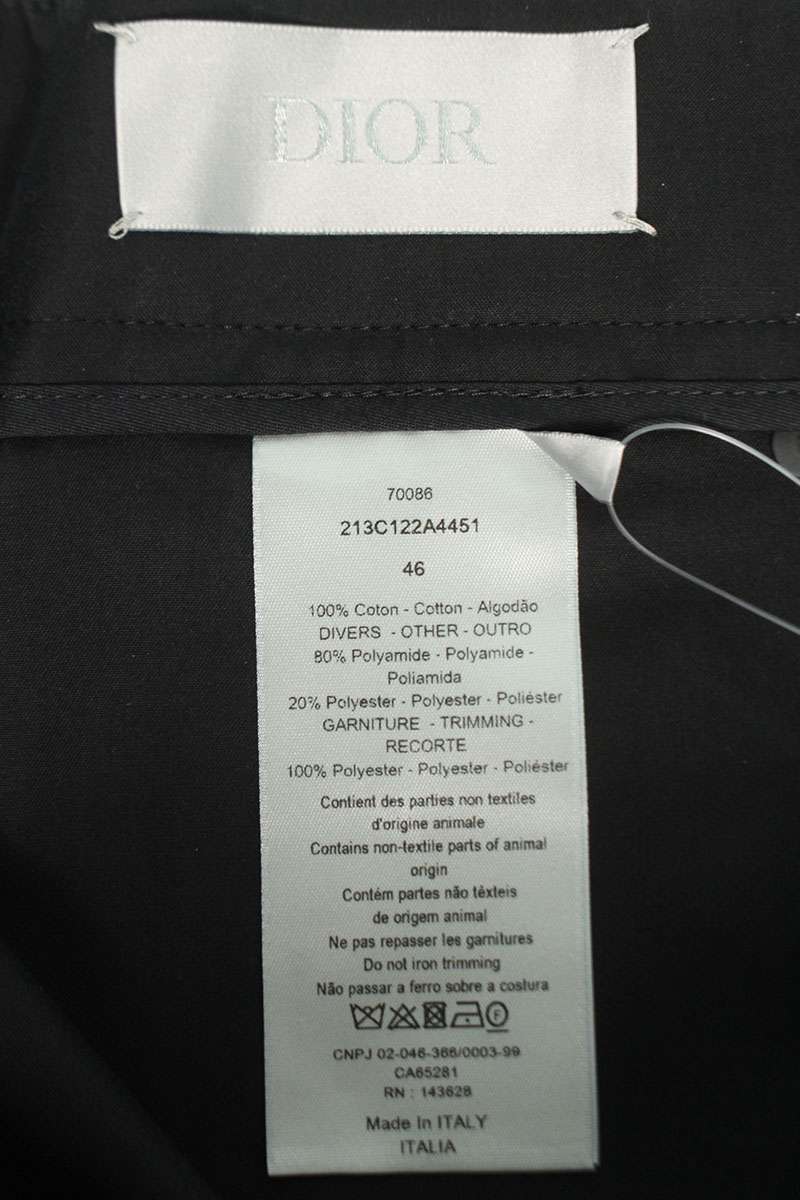 DIOR
70086
213C122A4451
46
100% Coton - Cotton - Algodão
DIVERS - OTHER - OUTRO
80% Polyamide - Polyamide -
Poliamida
20% Polyester - Polyester - Poliéster
GARNITURE - TRIMMING -
RECORTE
100% Polyester - Polyester - Poliéster
Contient des parties non textiles
d'origine animale
Contains non-textile parts of animal
origin
Contém partes não têxteis
de origem animal
Ne pas repasser les garnitures
Do not iron trimming
Não passar a ferro sobre a costura
F
CNPJ 02-046-366/0003-99
CA65281
RN : 143628
Made In ITALY
ITALIA